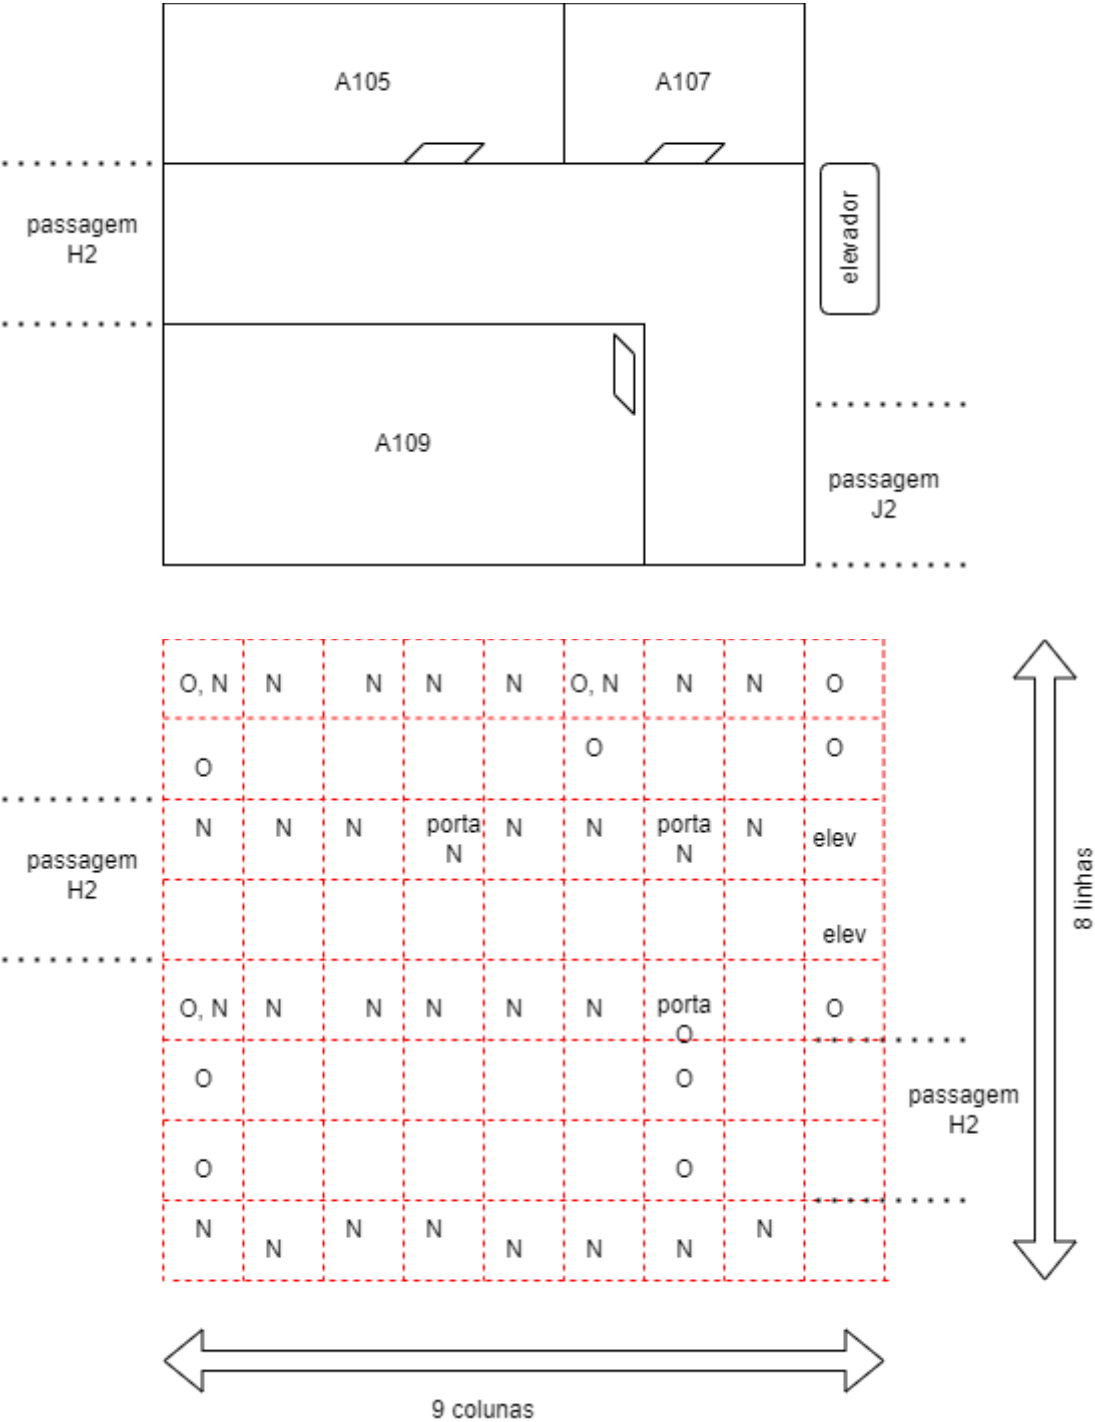 A105
A107
passagem
H2
elevador
A109
passagem
J2
O, N N N N N O, N N N O
O O O
N N N porta N N porta N elev
N N
passagem
H2
elev
O, N N N N N N porta O
O
O O
passagem
H2
O O
N N N N N N N N
8 linhas
9 colunas